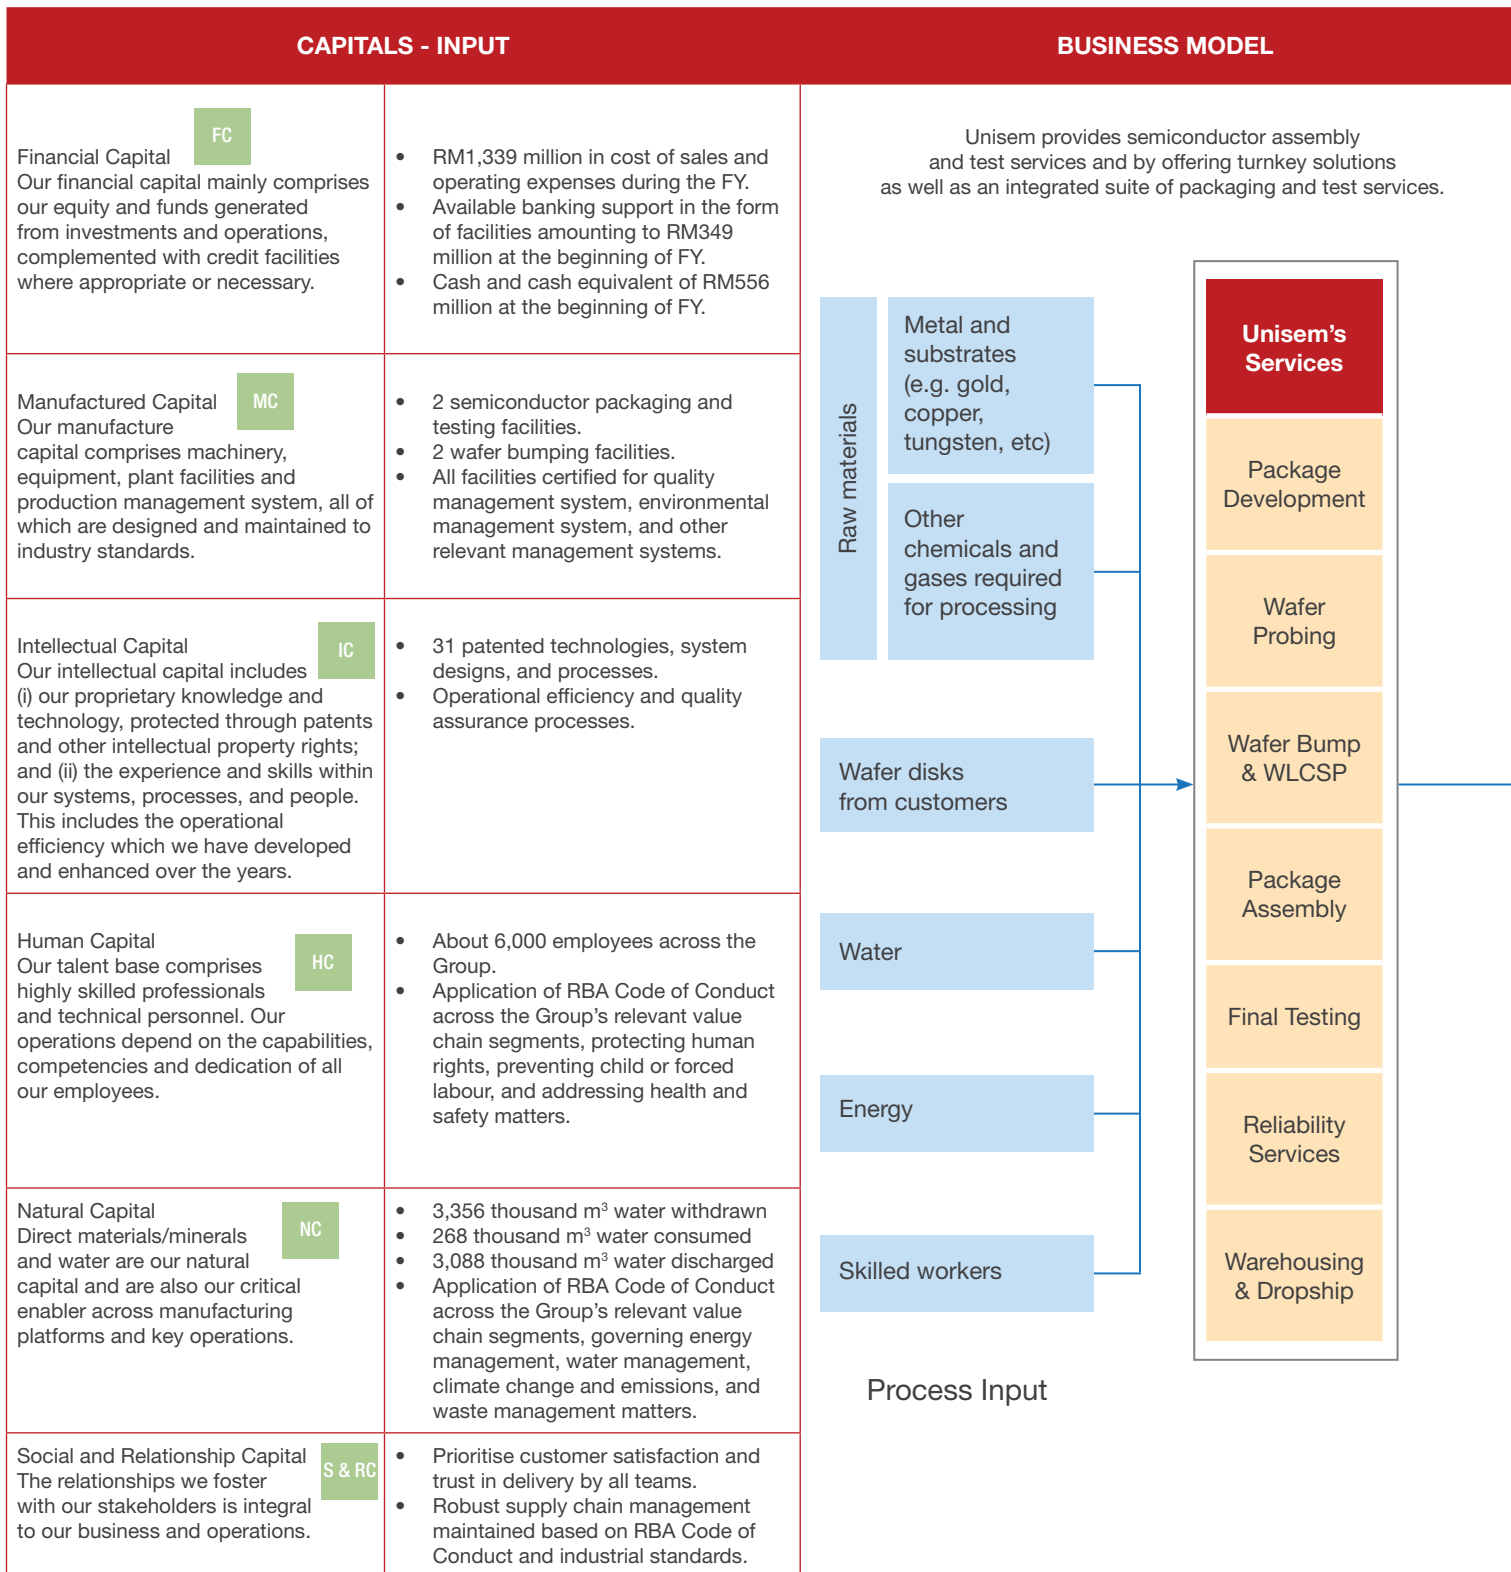 CAPITALS - INPUT
BUSINESS MODEL
FC
Financial Capital
Our financial capital mainly comprises
our equity and funds generated
from investments and operations,
complemented with credit facilities
where appropriate or necessary.
• RM1,339 million in cost of sales and
operating expenses during the FY.
• Available banking support in the form
of facilities amounting to RM349
million at the beginning of FY.
• Cash and cash equivalent of RM556
million at the beginning of FY.
Manufactured Capital
MC
Our manufacture
capital comprises machinery,
equipment, plant facilities and
production management system, all of
which are designed and maintained to
industry standards.
• 2 semiconductor packaging and
testing facilities.
• 2 wafer bumping facilities.
• All facilities certified for quality
management system, environmental
management system, and other
relevant management systems.
Intellectual Capital
IC
Our intellectual capital includes
(i) our proprietary knowledge and
technology, protected through patents
and other intellectual property rights;
and (ii) the experience and skills within
our systems, processes, and people.
This includes the operational
efficiency which we have developed
and enhanced over the years.
• 31 patented technologies, system
designs, and processes.
• Operational efficiency and quality
assurance processes.
Human Capital
HC
Our talent base comprises
highly skilled professionals
and technical personnel. Our
operations depend on the capabilities,
competencies and dedication of all
our employees.
• About 6,000 employees across the
Group.
• Application of RBA Code of Conduct
across the Group's relevant value
chain segments, protecting human
rights, preventing child or forced
labour, and addressing health and
safety matters.
Natural Capital
NC
Direct materials/minerals
and water are our natural
capital and are also our critical
enabler across manufacturing
platforms and key operations.
• 3,356 thousand m³ water withdrawn
• 268 thousand m³ water consumed
• 3,088 thousand m³ water discharged
• Application of RBA Code of Conduct
across the Group's relevant value
chain segments, governing energy
management, water management,
climate change and emissions, and
waste management matters.
Social and Relationship Capital
S & RC
The relationships we foster
with our stakeholders is integral
to our business and operations.
• Prioritise customer satisfaction and
trust in delivery by all teams.
• Robust supply chain management
maintained based on RBA Code of
Conduct and industrial standards.
Unisem provides semiconductor assembly
and test services and by offering turnkey solutions
as well as an integrated suite of packaging and test services.
Raw materials
Metal and
substrates
(e.g. gold,
copper,
tungsten, etc)
Other
chemicals and
gases required
for processing
Wafer disks
from customers
Water
Energy
Skilled workers
Process Input
Unisem's
Services
Package
Development
Wafer
Probing
Wafer Bump
& WLCSP
Package
Assembly
Final Testing
Reliability
Services
Warehousing
& Dropship